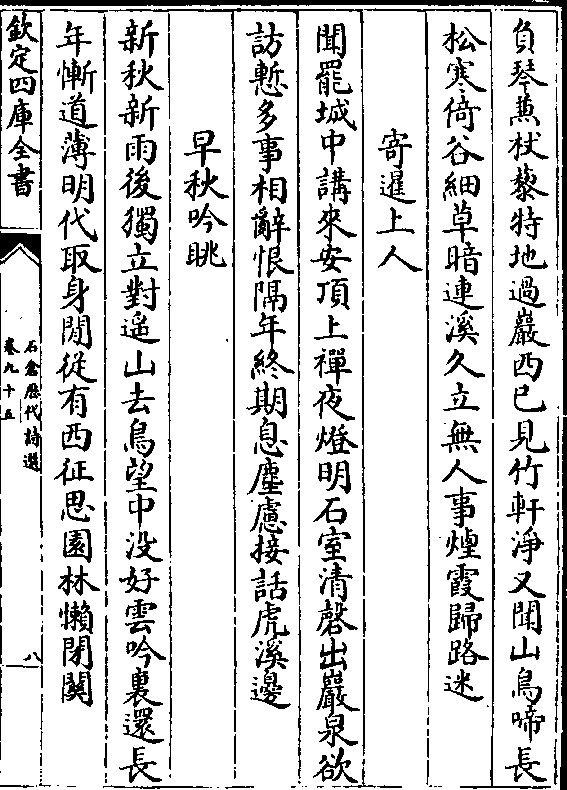 負琴蕉杖藜特地過巖西已見竹軒淨又聞山鳥啼長
松寒倚谷細草暗連溪久立無人事煙霞歸路迷
寄暹上人
聞罷城中講來安頂上禪夜燈明石室清磬出巖泉欲
訪慙多事相辭恨隔年終期息塵慮接話虎溪邊
早秋吟眺
新秋新雨後獨立對遥山去鳥望中没好雲吟裏還長
年慚道薄明代取身閒從有西征思園林懶閉關
欽定四庫全書
石倉歷代詩選
卷九十五
八